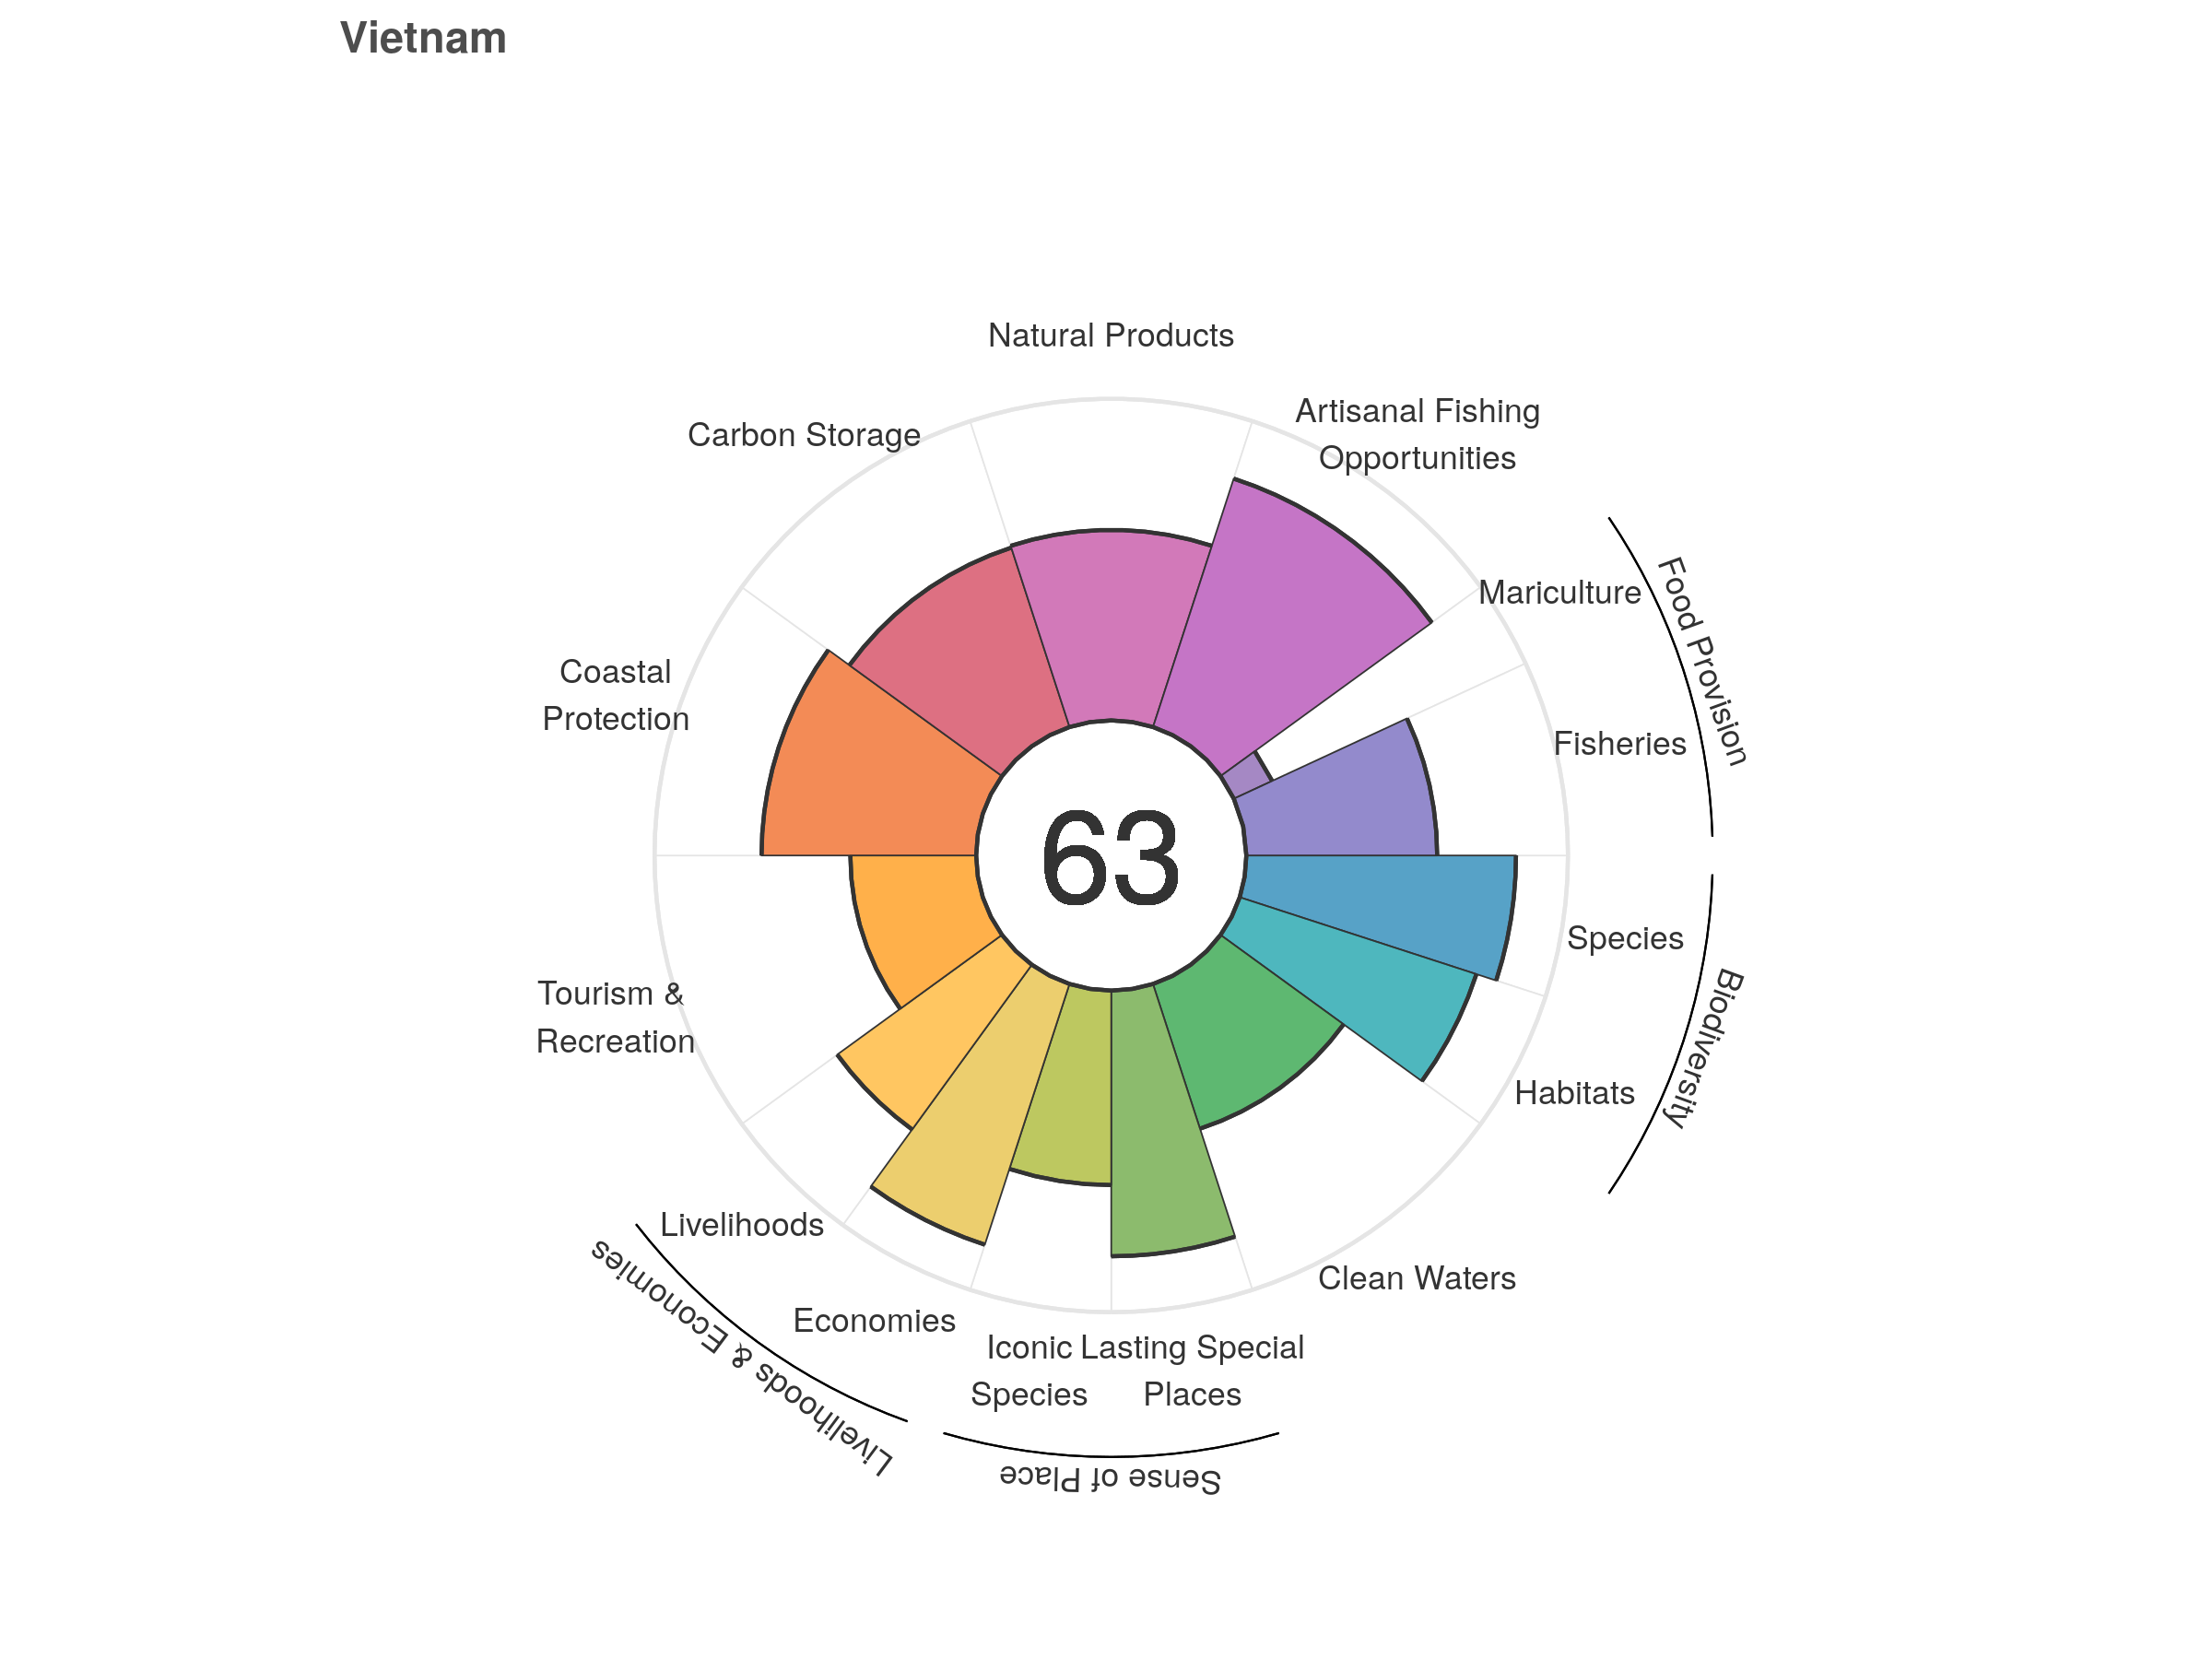 Vietnam
Natural Products
Artisanal Fishing
Opportunities
Carbon Storage
Mariculture
Food Provision
Fisheries
Coastal
Protection
63
Species
Biodiversity
Habitats
Tourism &
Recreation
Livelihoods
Livelihoods & Economies
Clean Waters
Economies
Iconic
Species
Lasting Special
Places
Sense of Place